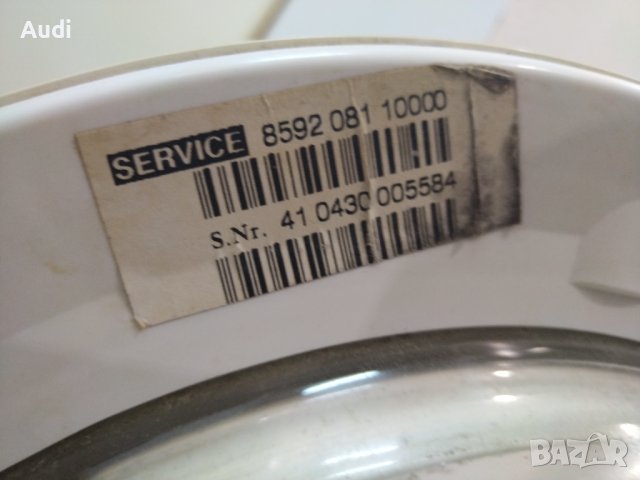 Audi
SERVICE 8592 081 10000
S.Nr. 41 0430 005584
BAZAR